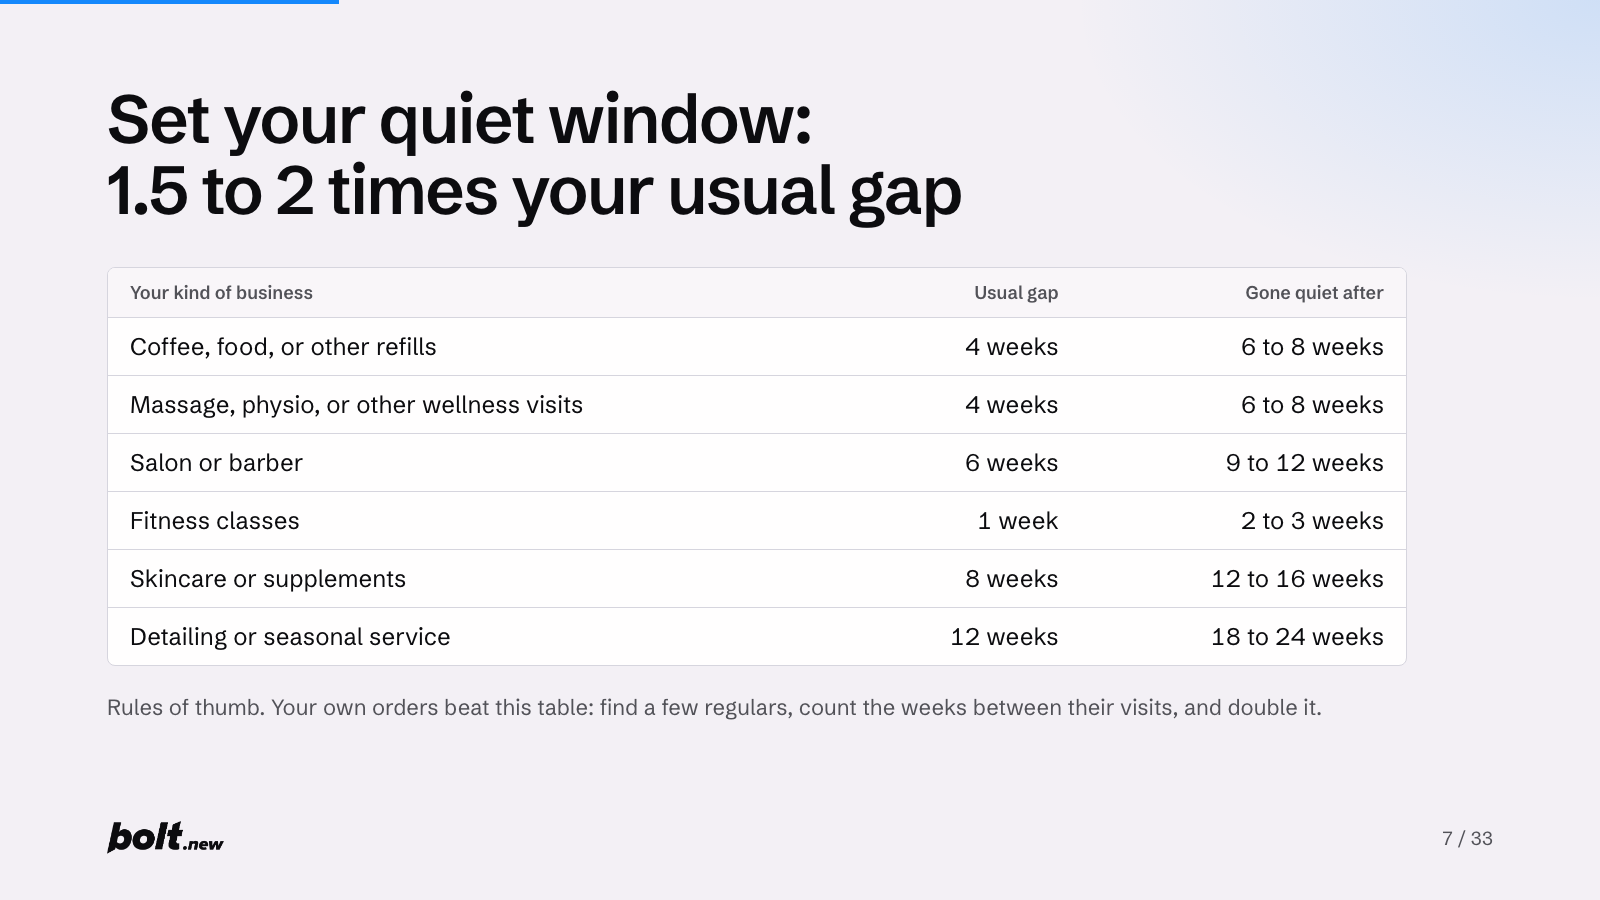 Set your quiet window:
1.5 to 2 times your usual gap
Your kind of business Usual gap Gone quiet after
Coffee, food, or other refills 4 weeks 6 to 8 weeks
Massage, physio, or other wellness visits 4 weeks 6 to 8 weeks
Salon or barber 6 weeks 9 to 12 weeks
Fitness classes 1 week 2 to 3 weeks
Skincare or supplements 8 weeks 12 to 16 weeks
Detailing or seasonal service 12 weeks 18 to 24 weeks
Rules of thumb. Your own orders beat this table: find a few regulars, count the weeks between their visits, and double it.
bolt.new 7 / 33